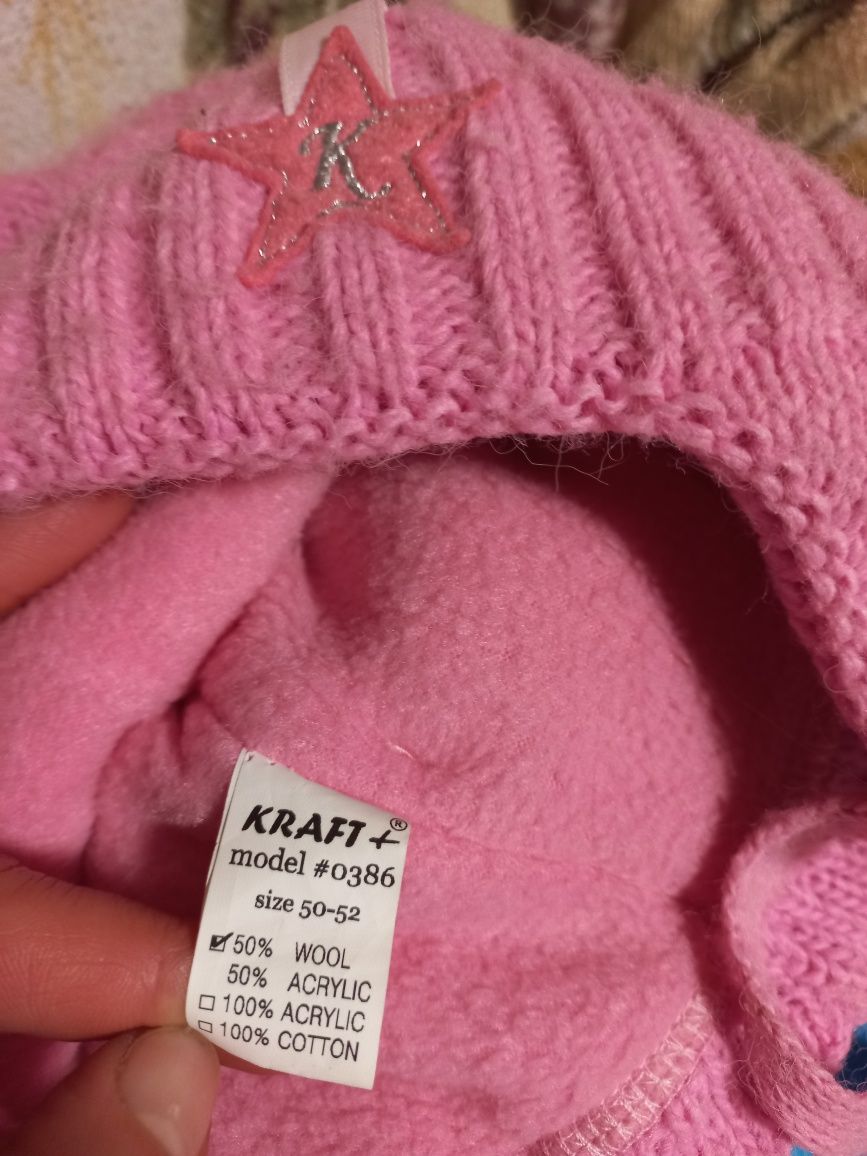 K
KRAFT+®
model #0386
size 50-52
☑50% WOOL
50% ACRYLIC
☐ 100% ACRYLIC
☐ 100% COTTON